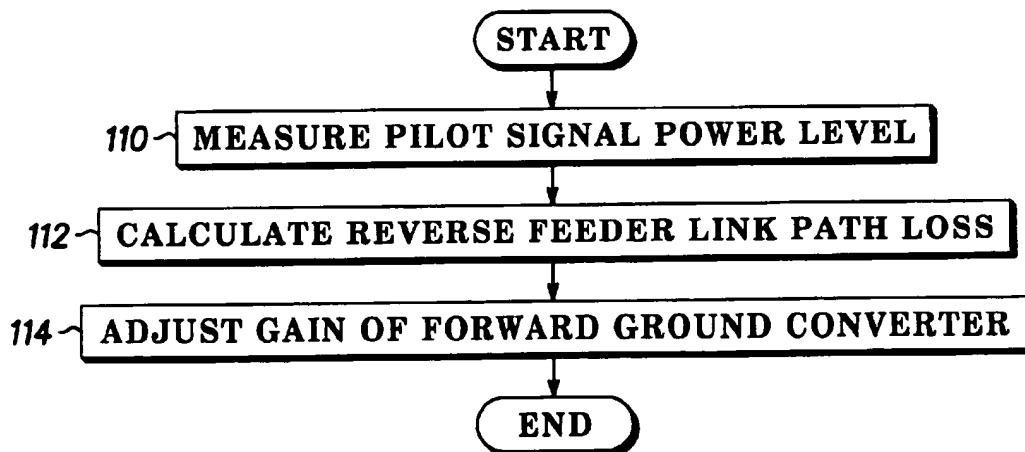 START
110 MEASURE PILOT SIGNAL POWER LEVEL
112 CALCULATE REVERSE FEEDER LINK PATH LOSS
114 ADJUST GAIN OF FORWARD GROUND CONVERTER
END